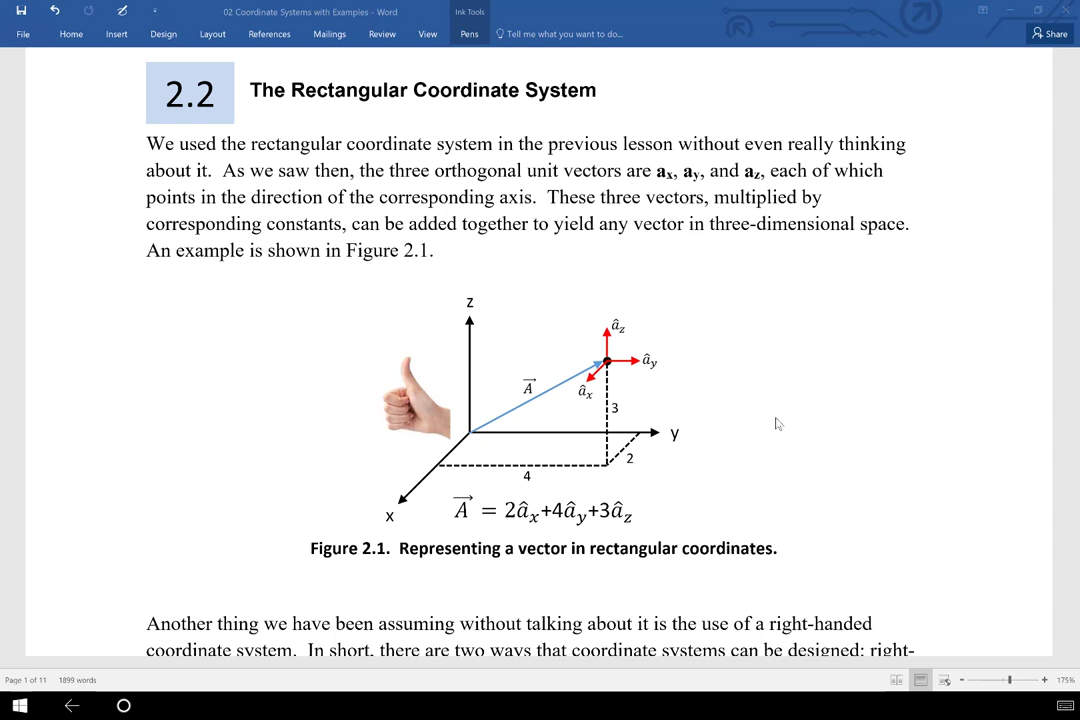 02 Coordinate Systems with Examples - Word
Ink Tools
File Home Insert Design Layout References Mailings Review View Pens Tell me what you want to do... Share
2.2 The Rectangular Coordinate System
We used the rectangular coordinate system in the previous lesson without even really thinking
about it. As we saw then, the three orthogonal unit vectors are aₓ, a_y, and a_z, each of which
points in the direction of the corresponding axis. These three vectors, multiplied by
corresponding constants, can be added together to yield any vector in three-dimensional space.
An example is shown in Figure 2.1.
z
â_z
â_y
A⃗
âₓ
3
y
2
4
x
A⃗ = 2âₓ+4â_y+3â_z
Figure 2.1. Representing a vector in rectangular coordinates.
Another thing we have been assuming without talking about it is the use of a right-handed
coordinate system. In short, there are two ways that coordinate systems can be designed: right-
Page 1 of 11 1899 words 175%